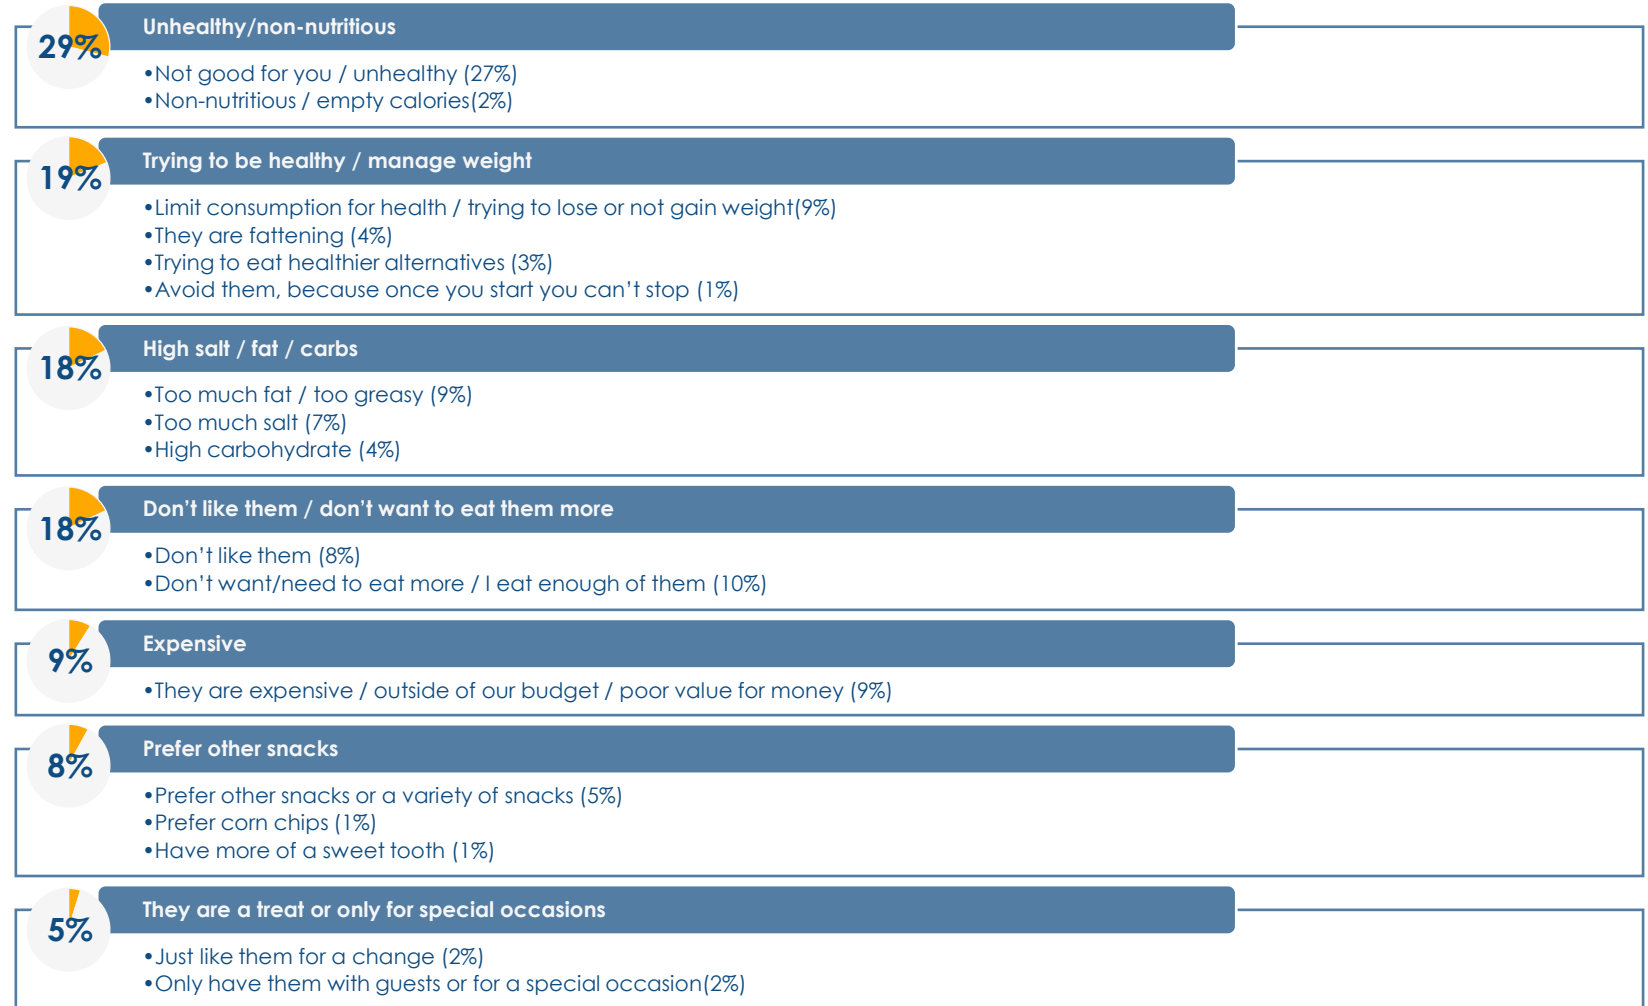 29%
Unhealthy/non-nutritious
•Not good for you / unhealthy (27%)
•Non-nutritious / empty calories(2%)
19%
Trying to be healthy / manage weight
•Limit consumption for health / trying to lose or not gain weight(9%)
•They are fattening (4%)
•Trying to eat healthier alternatives (3%)
•Avoid them, because once you start you can’t stop (1%)
18%
High salt / fat / carbs
•Too much fat / too greasy (9%)
•Too much salt (7%)
•High carbohydrate (4%)
18%
Don’t like them / don’t want to eat them more
•Don’t like them (8%)
•Don’t want/need to eat more / I eat enough of them (10%)
9%
Expensive
•They are expensive / outside of our budget / poor value for money (9%)
8%
Prefer other snacks
•Prefer other snacks or a variety of snacks (5%)
•Prefer corn chips (1%)
•Have more of a sweet tooth (1%)
5%
They are a treat or only for special occasions
•Just like them for a change (2%)
•Only have them with guests or for a special occasion(2%)